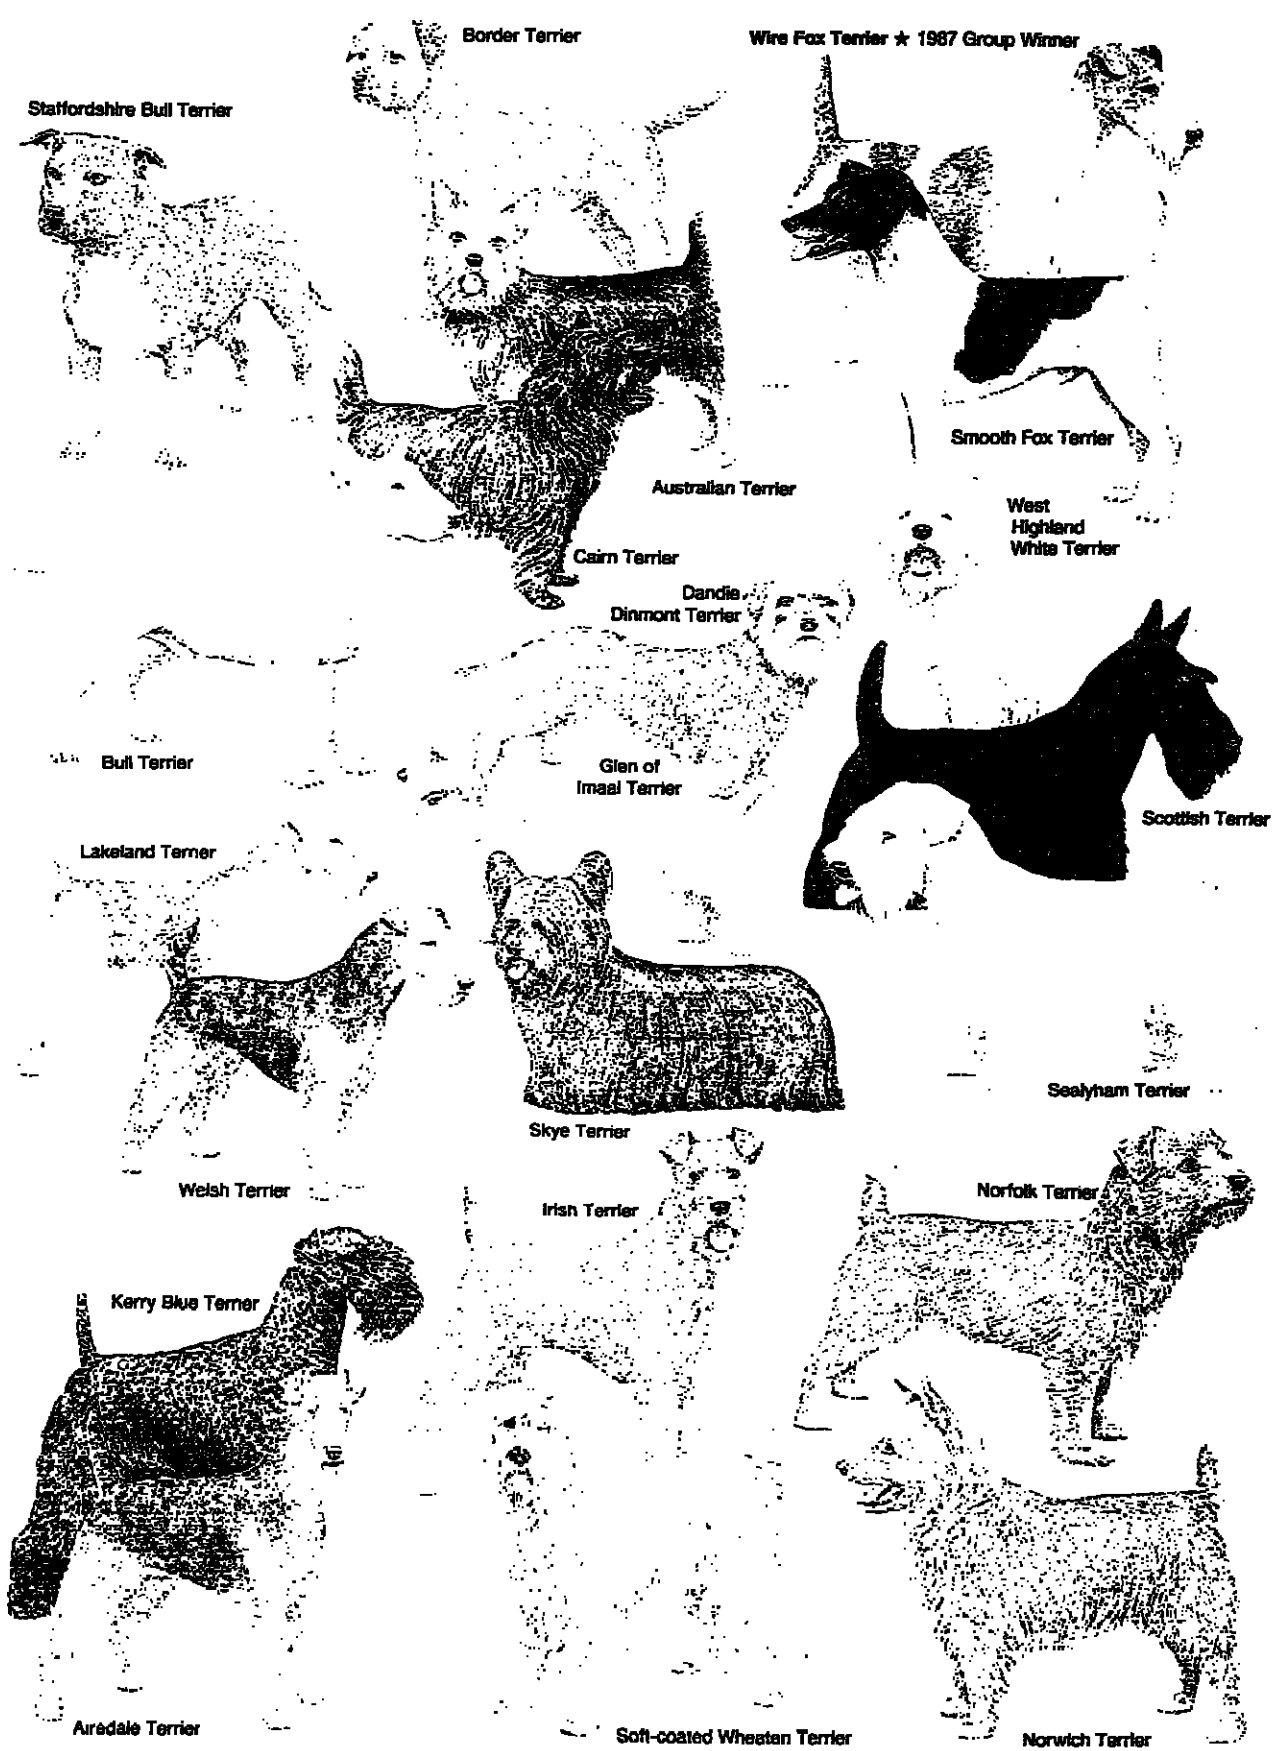 Border Terrier
Wire Fox Terrier ★ 1987 Group Winner
Staffordshire Bull Terrier
Smooth Fox Terrier
Australian Terrier
West
Highland
White Terrier
Cairn Terrier
Dandie
Dinmont Terrier
Bull Terrier
Glen of
Imaal Terrier
Scottish Terrier
Lakeland Terrier
Skye Terrier
Sealyham Terrier
Welsh Terrier
Irish Terrier
Norfolk Terrier
Kerry Blue Terrier
Airedale Terrier
Soft-coated Wheaten Terrier
Norwich Terrier